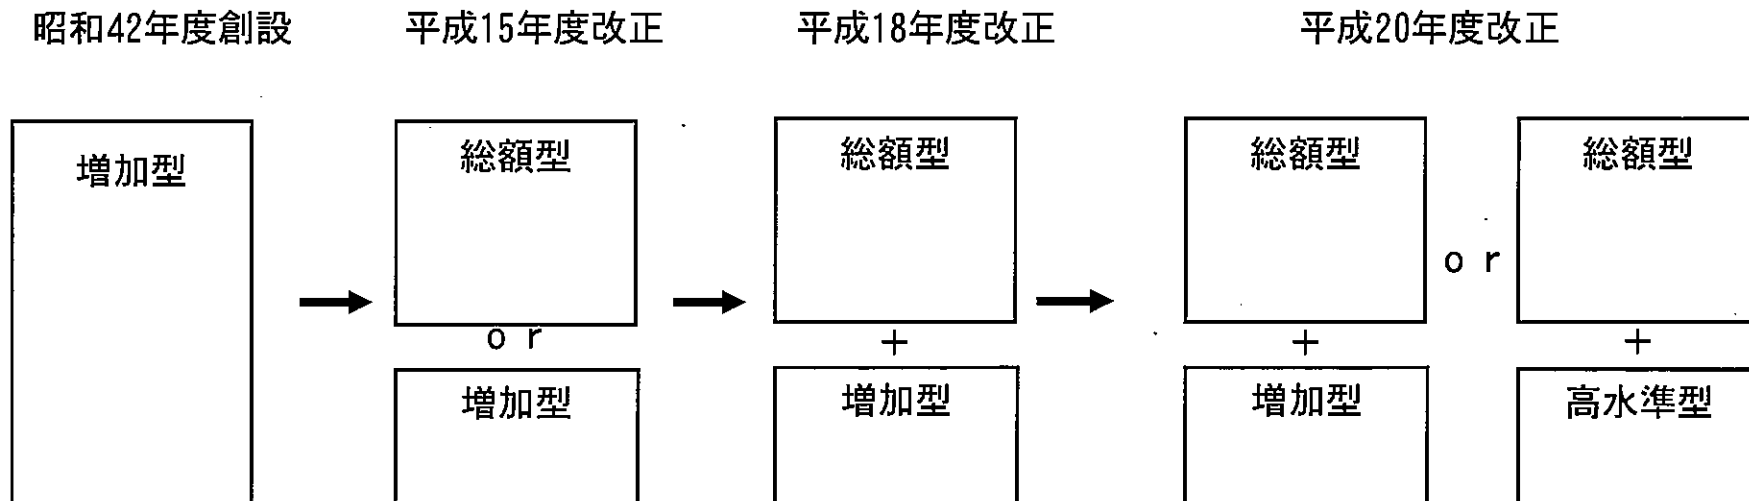 昭和42年度創設
平成15年度改正
平成18年度改正
平成20年度改正
増加型
総額型
or
増加型
総額型
+
増加型
総額型
+
増加型
or
総額型
+
高水準型